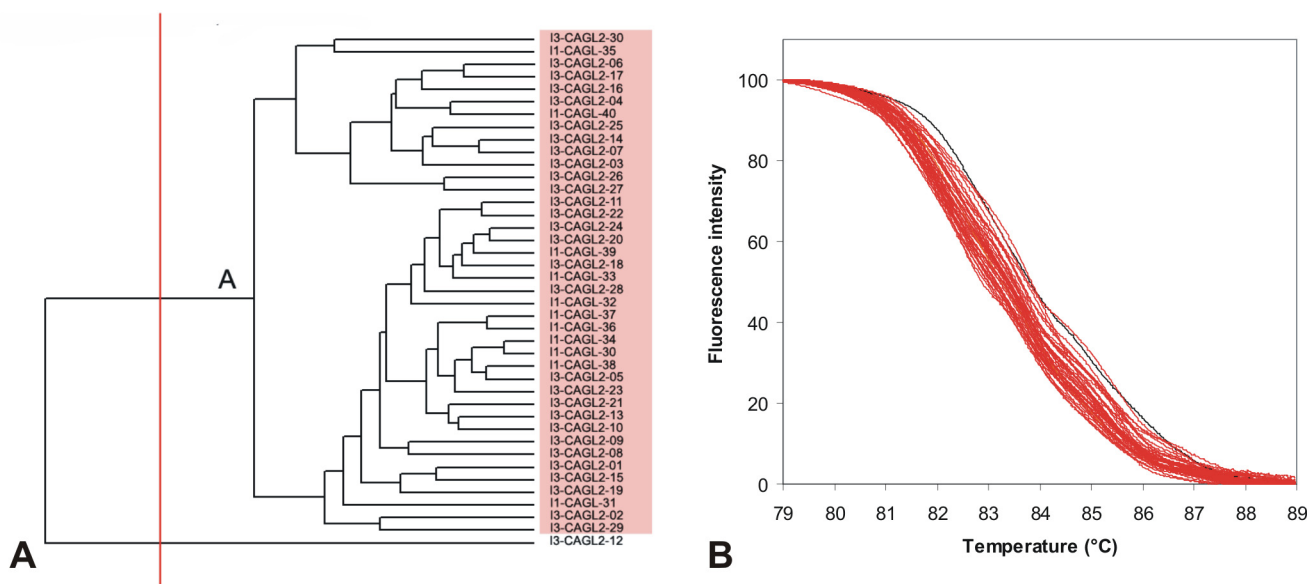 I3-CAGL2-30
I1-CAGL-35
I3-CAGL2-06
I3-CAGL2-17
I3-CAGL2-16
I3-CAGL2-04
I1-CAGL-40
I3-CAGL2-25
I3-CAGL2-14
I3-CAGL2-07
I3-CAGL2-03
I3-CAGL2-26
I3-CAGL2-27
I3-CAGL2-11
I3-CAGL2-22
I3-CAGL2-24
I3-CAGL2-20
I1-CAGL-39
I3-CAGL2-18
I1-CAGL-33
I3-CAGL2-28
I1-CAGL-32
I1-CAGL-37
I1-CAGL-36
I1-CAGL-34
I1-CAGL-30
I1-CAGL-38
I3-CAGL2-05
I3-CAGL2-23
I3-CAGL2-21
I3-CAGL2-13
I3-CAGL2-10
I3-CAGL2-09
I3-CAGL2-08
I3-CAGL2-01
I3-CAGL2-15
I3-CAGL2-19
I1-CAGL-31
I3-CAGL2-02
I3-CAGL2-29
I3-CAGL2-12
A
A
Fluorescence intensity
100
80
60
40
20
0
79 80 81 82 83 84 85 86 87 88 89
Temperature (°C)
B